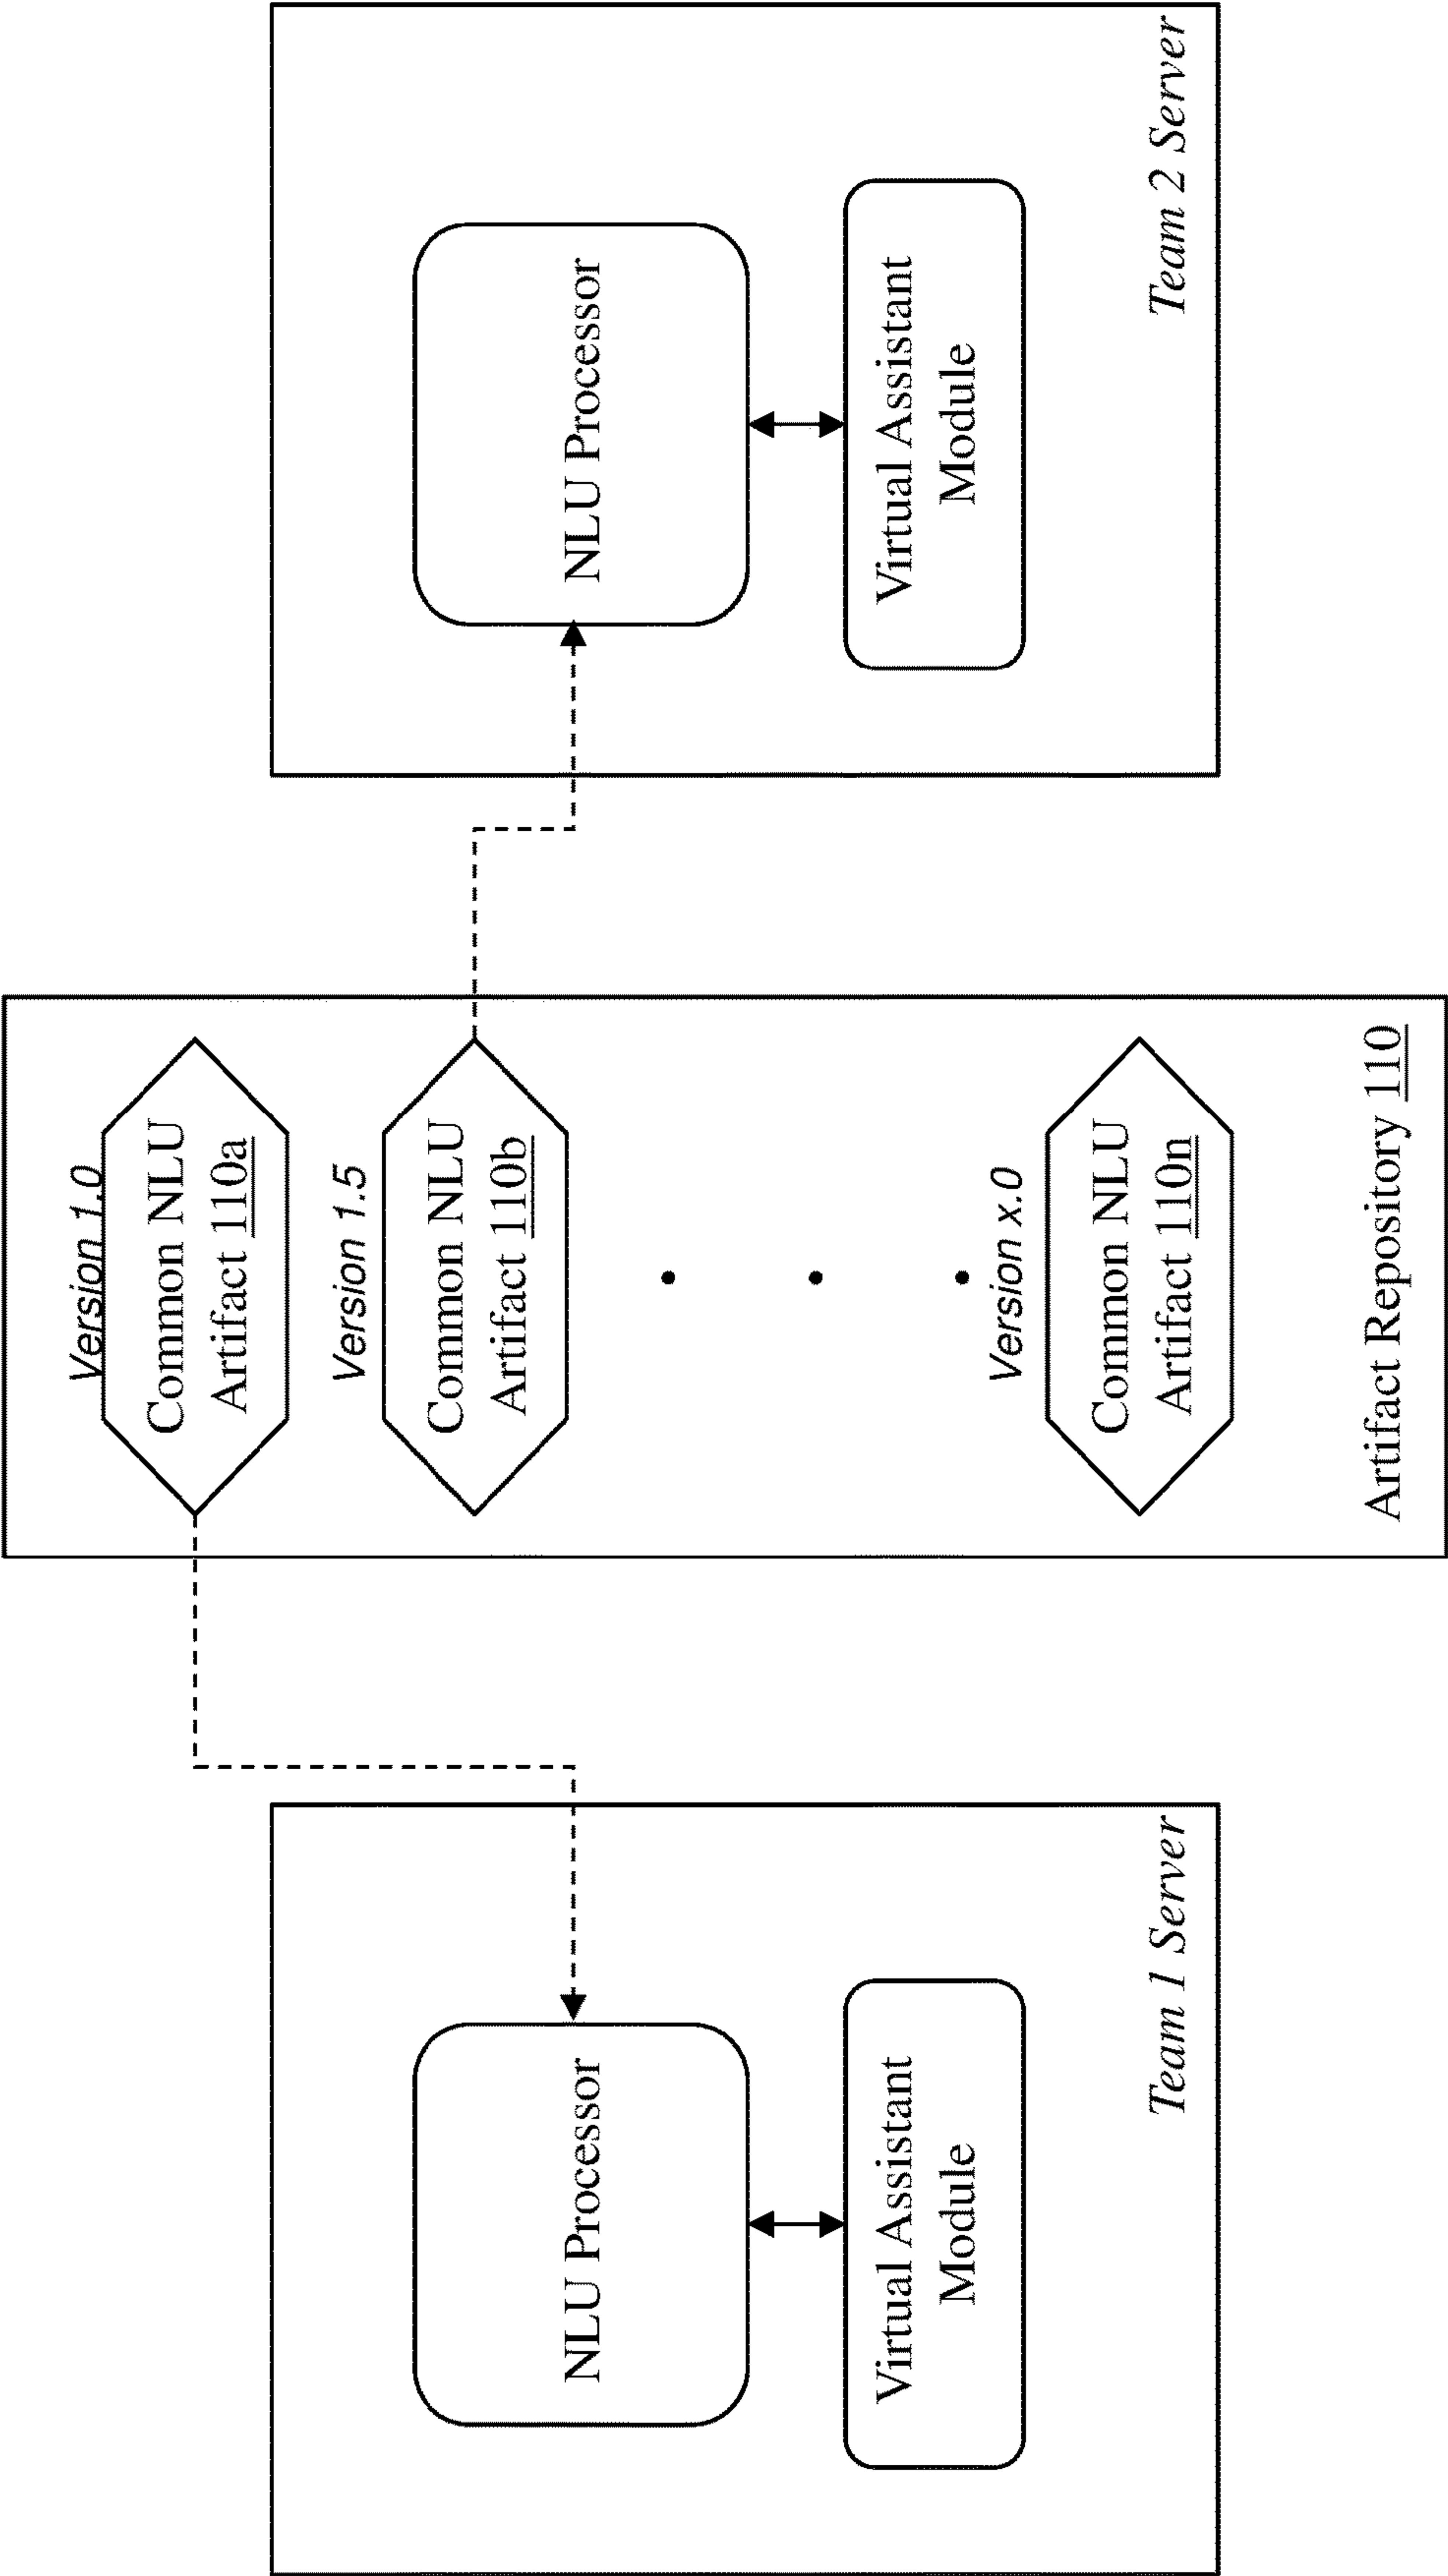 NLU Processor
Virtual Assistant
Module
Team 1 Server
Version 1.0
Common NLU
Artifact 110a
Version 1.5
Common NLU
Artifact 110b
Version x.0
Common NLU
Artifact 110n
Artifact Repository 110
NLU Processor
Virtual Assistant
Module
Team 2 Server